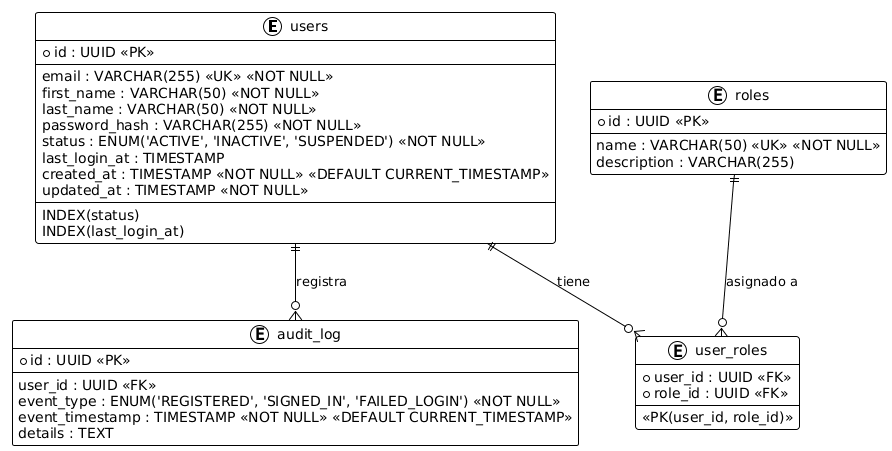 E users
id : UUID «PK»
email : VARCHAR(255) «UK» «NOT NULL»
first_name : VARCHAR(50) «NOT NULL»
last_name : VARCHAR(50) «NOT NULL»
password_hash : VARCHAR(255) «NOT NULL»
status : ENUM('ACTIVE', 'INACTIVE', 'SUSPENDED') «NOT NULL»
last_login_at : TIMESTAMP
created_at : TIMESTAMP «NOT NULL» «DEFAULT CURRENT_TIMESTAMP»
updated_at : TIMESTAMP «NOT NULL»
INDEX(status)
INDEX(last_login_at)
E roles
id : UUID «PK»
name : VARCHAR(50) «UK» «NOT NULL»
description : VARCHAR(255)
registra
tiene
asignado a
E audit_log
id : UUID «PK»
user_id : UUID «FK»
event_type : ENUM('REGISTERED', 'SIGNED_IN', 'FAILED_LOGIN') «NOT NULL»
event_timestamp : TIMESTAMP «NOT NULL» «DEFAULT CURRENT_TIMESTAMP»
details : TEXT
E user_roles
user_id : UUID «FK»
role_id : UUID «FK»
«PK(user_id, role_id)»